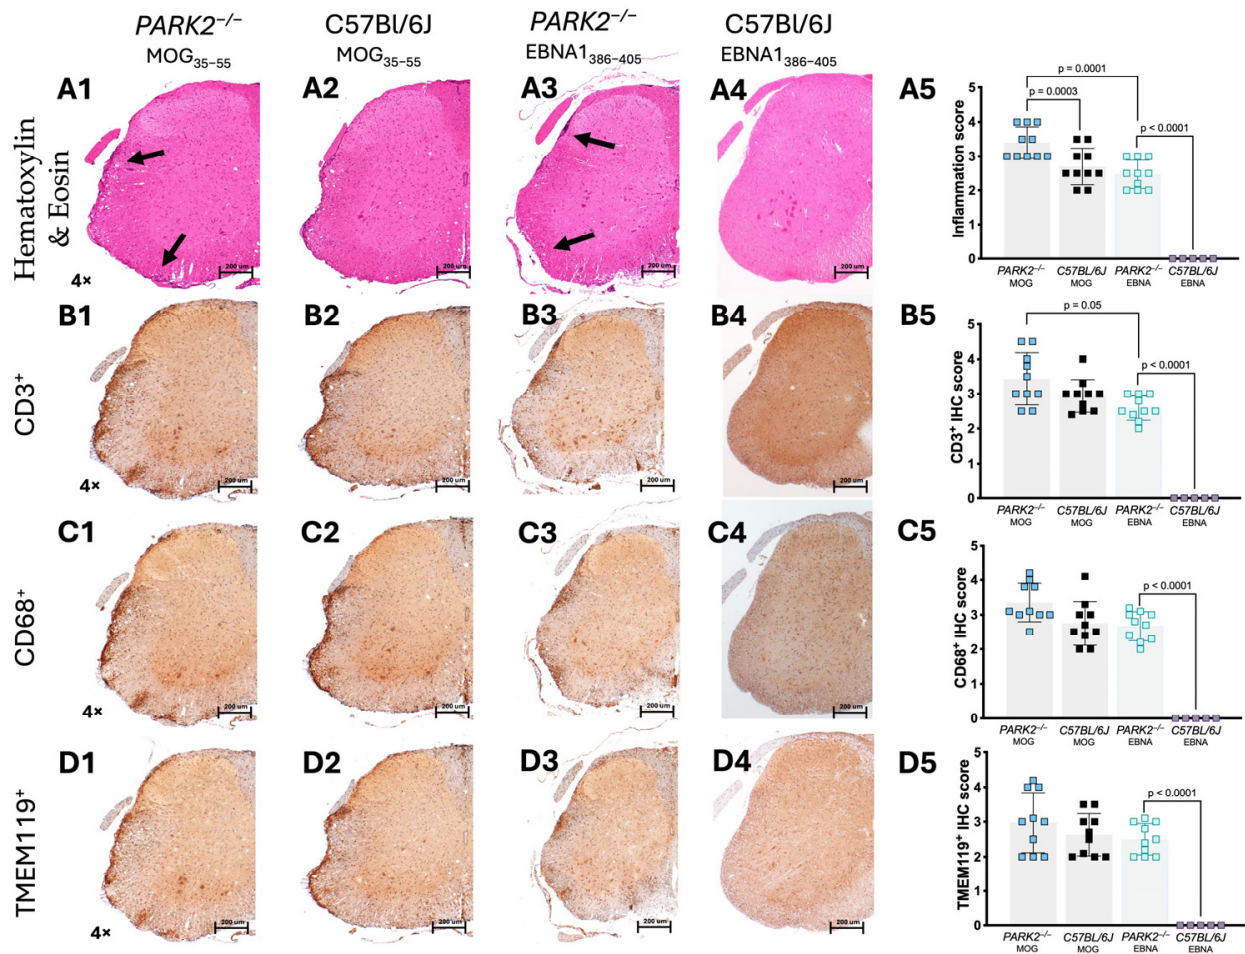 PARK2–/– C57Bl/6J PARK2–/– C57Bl/6J
MOG35–55 MOG35–55 EBNA1386–405 EBNA1386–405
Hematoxylin
& Eosin
A1 A2 A3 A4 A5
4×
200 um 200 um 200 um 200 um
Inflammation score
5
4
3
2
1
0
p = 0.0001
p = 0.0003
p < 0.0001
PARK2–/– C57BL/6J PARK2–/– C57BL/6J
MOG MOG EBNA EBNA
CD3+
B1 B2 B3 B4 B5
4×
200 um 200 um 200 um 200 um
CD3+ IHC score
5
4
3
2
1
0
p = 0.05
p < 0.0001
PARK2–/– C57BL/6J PARK2–/– C57BL/6J
MOG MOG EBNA EBNA
CD68+
C1 C2 C3 C4 C5
4×
200 um 200 um 200 um 200 um
CD68+ IHC score
5
4
3
2
1
0
p < 0.0001
PARK2–/– C57BL/6J PARK2–/– C57BL/6J
MOG MOG EBNA EBNA
TMEM119+
D1 D2 D3 D4 D5
4×
200 um 200 um 200 um 200 um
TMEM119+ IHC score
5
4
3
2
1
0
p < 0.0001
PARK2–/– C57BL/6J PARK2–/– C57BL/6J
MOG MOG EBNA EBNA